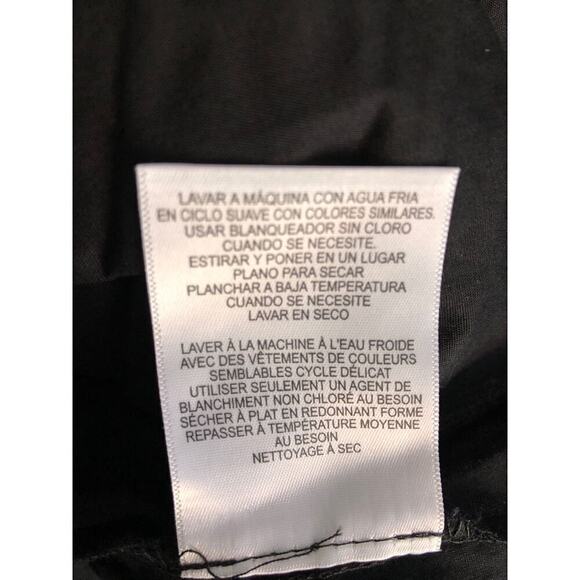 LAVAR A MÁQUINA CON AGUA FRIA
EN CICLO SUAVE CON COLORES SIMILARES.
USAR BLANQUEADOR SIN CLORO
CUANDO SE NECESITE.
ESTIRAR Y PONER EN UN LUGAR
PLANO PARA SECAR
PLANCHAR A BAJA TEMPERATURA
CUANDO SE NECESITE
LAVAR EN SECO
LAVER À LA MACHINE À L'EAU FROIDE
AVEC DES VÊTEMENTS DE COULEURS
SEMBLABLES CYCLE DÉLICAT
UTILISER SEULEMENT UN AGENT DE
BLANCHIMENT NON CHLORÉ AU BESOIN
SÉCHER À PLAT EN REDONNANT FORME
REPASSER À TEMPÉRATURE MOYENNE
AU BESOIN
NETTOYAGE À SEC